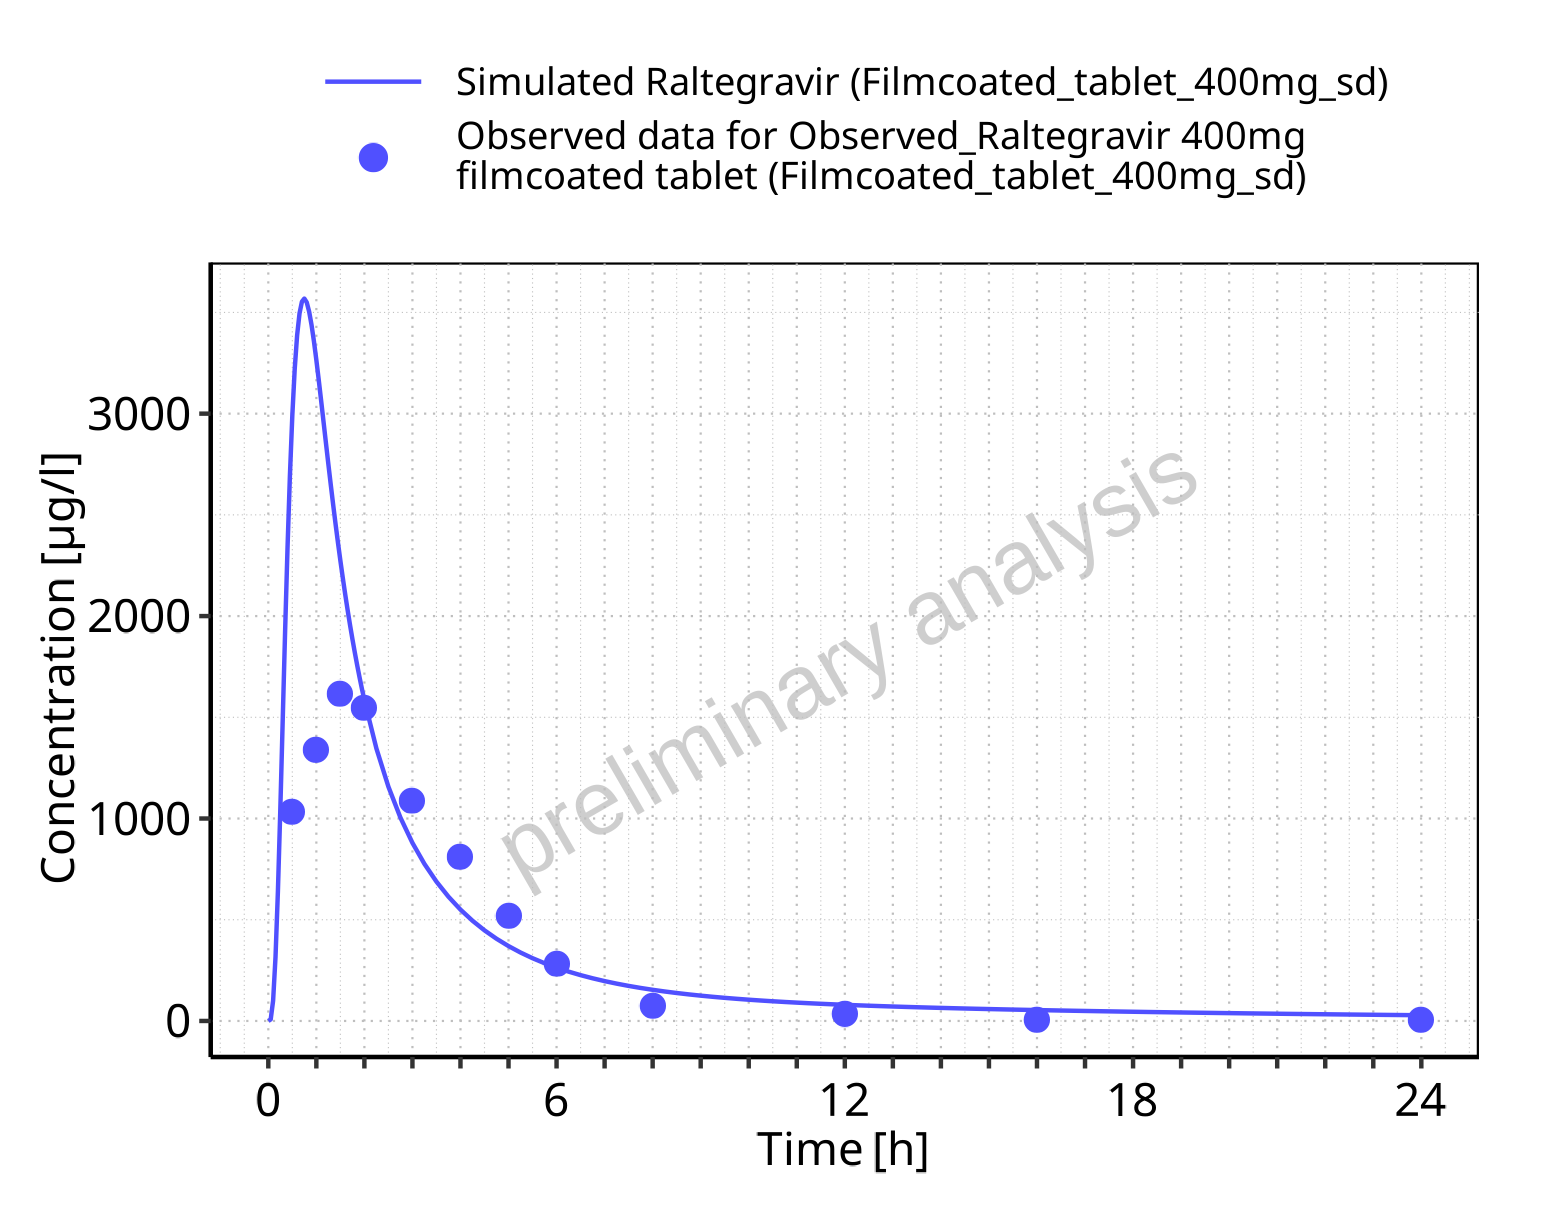 Simulated Raltegravir (Filmcoated_tablet_400mg_sd)
Observed data for Observed_Raltegravir 400mg
filmcoated tablet (Filmcoated_tablet_400mg_sd)
3000
2000
1000
0
Concentration [µg/l]
preliminary analysis
0 6 12 18 24
Time [h]